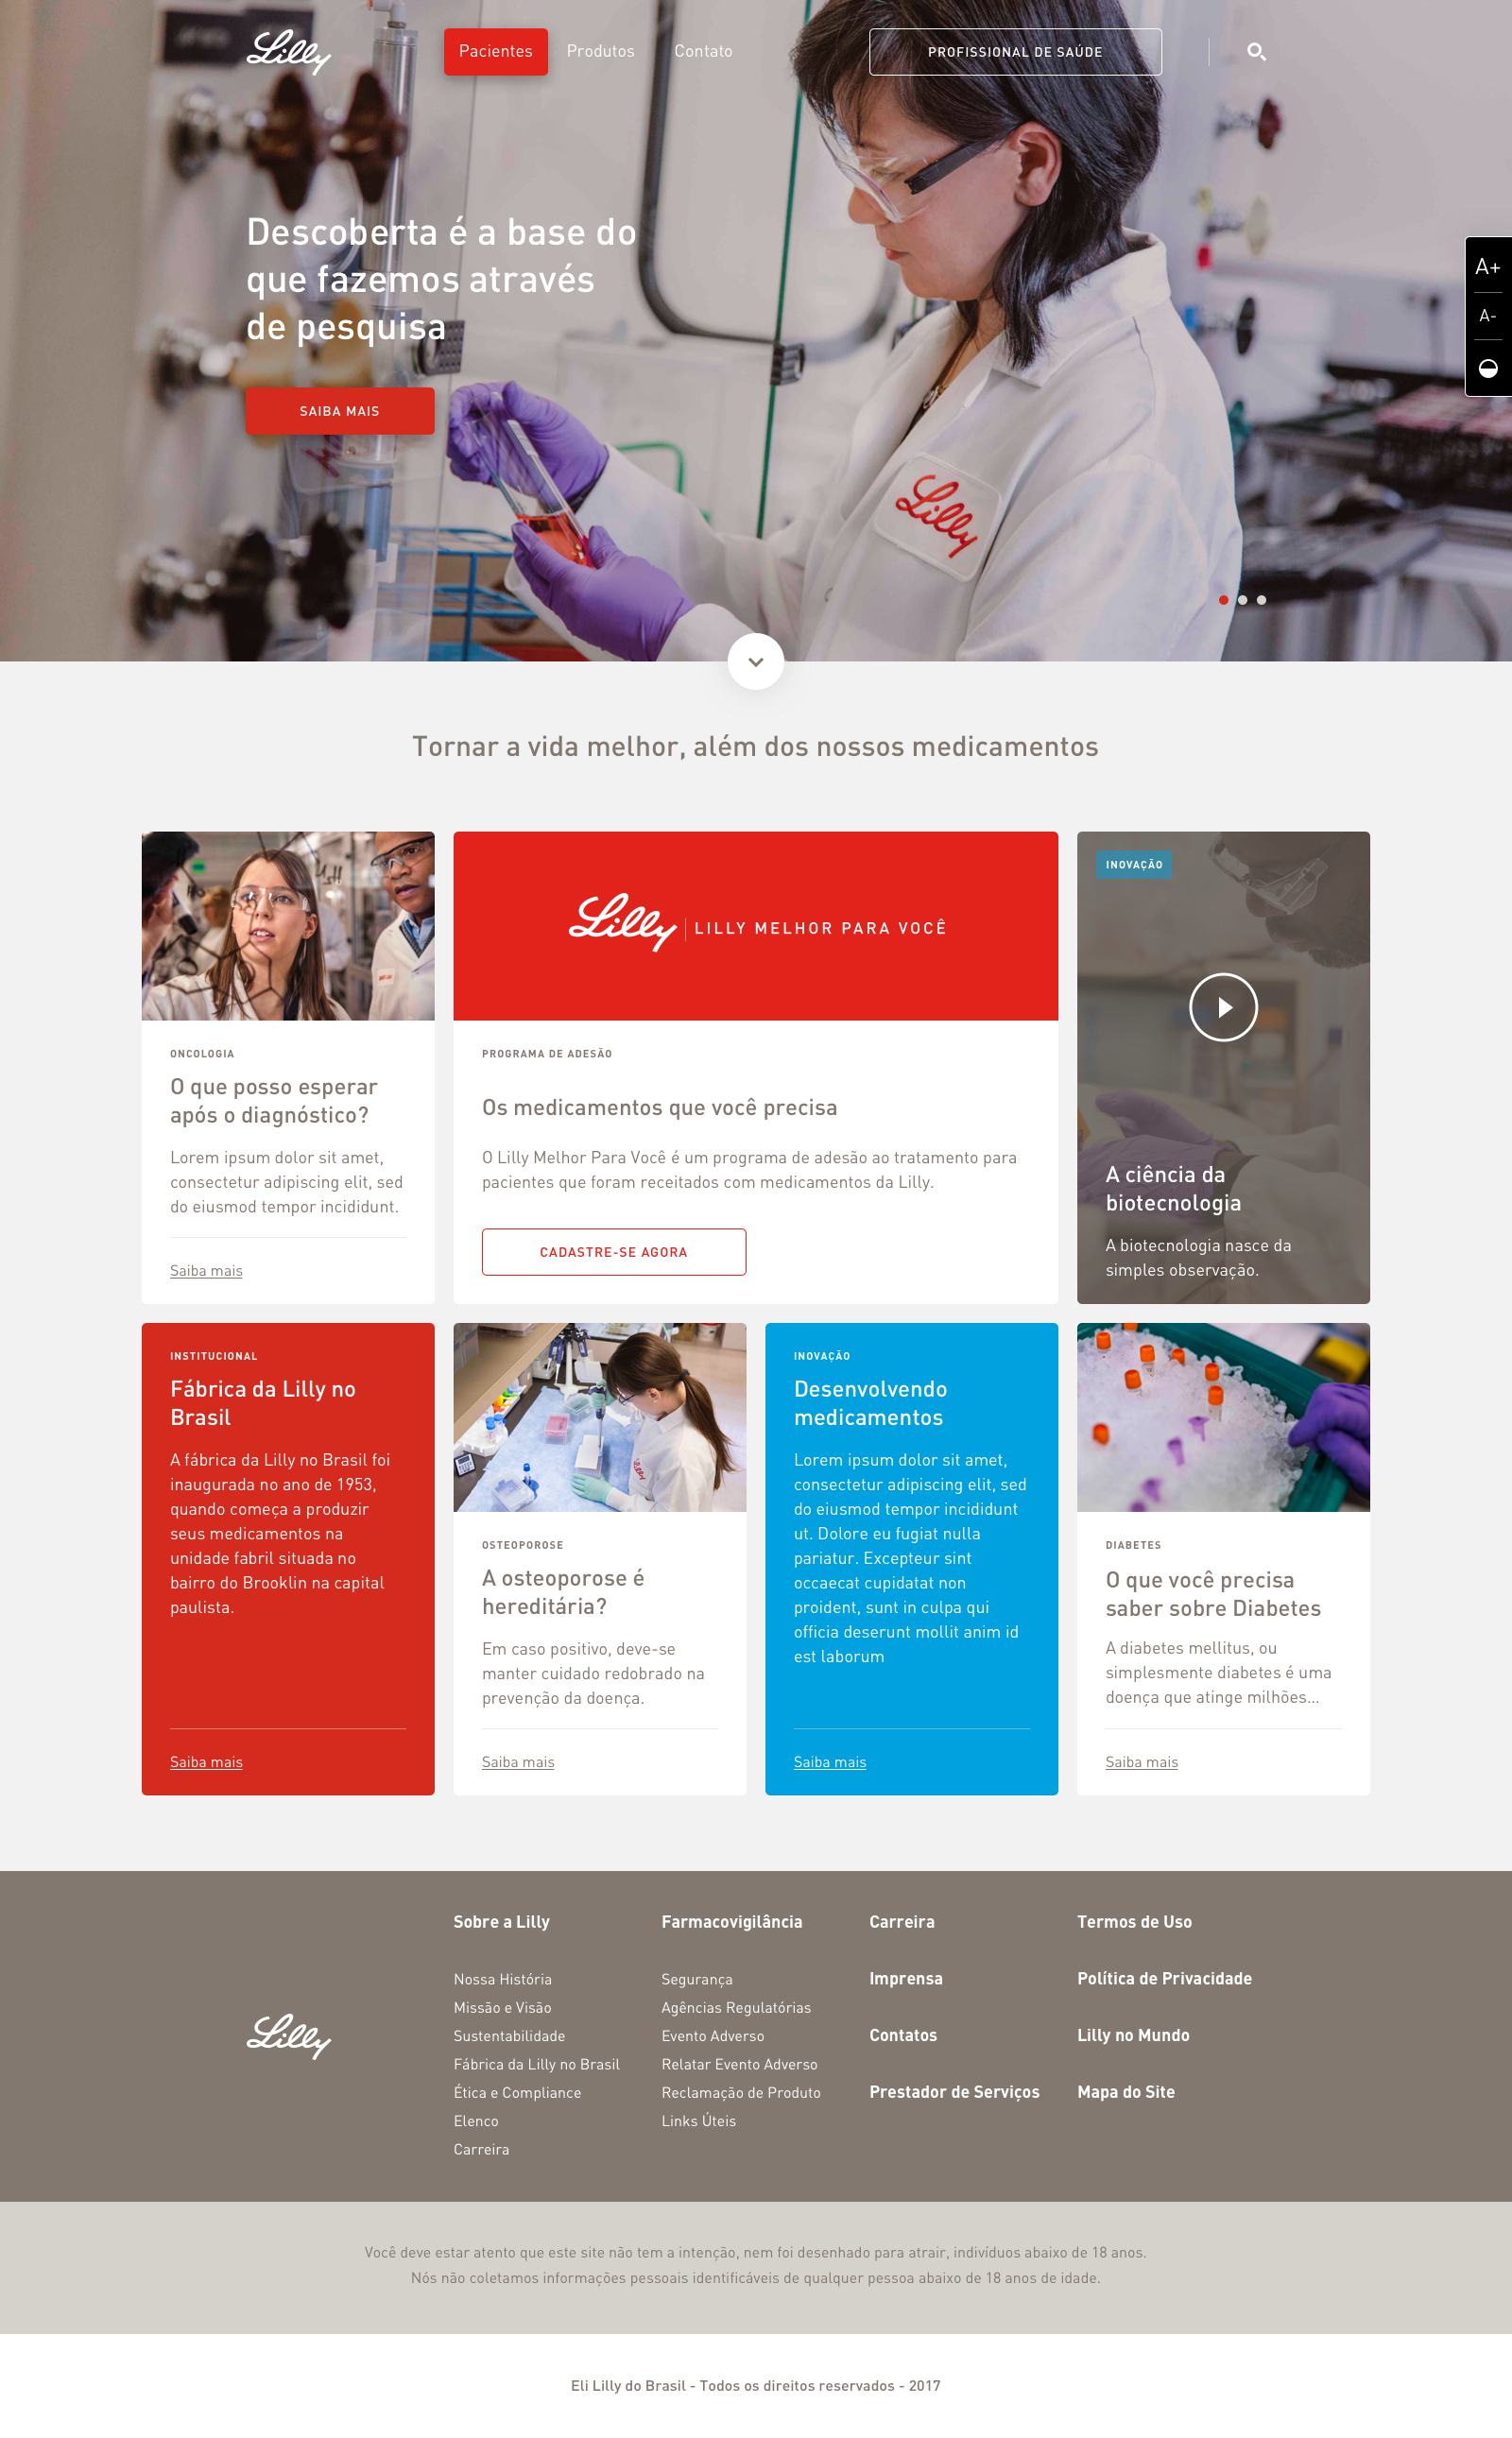 Lilly
Pacientes
Produtos
Contato
PROFISSIONAL DE SAÚDE
A+
A-
Descoberta é a base do
que fazemos através
de pesquisa
SAIBA MAIS
Lilly
Tornar a vida melhor, além dos nossos medicamentos
ONCOLOGIA
O que posso esperar
após o diagnóstico?
Lorem ipsum dolor sit amet,
consectetur adipiscing elit, sed
do eiusmod tempor incididunt.
Saiba mais
Lilly | LILLY MELHOR PARA VOCÊ
PROGRAMA DE ADESÃO
Os medicamentos que você precisa
O Lilly Melhor Para Você é um programa de adesão ao tratamento para
pacientes que foram receitados com medicamentos da Lilly.
CADASTRE-SE AGORA
INOVAÇÃO
A ciência da
biotecnologia
A biotecnologia nasce da
simples observação.
INSTITUCIONAL
Fábrica da Lilly no
Brasil
A fábrica da Lilly no Brasil foi
inaugurada no ano de 1953,
quando começa a produzir
seus medicamentos na
unidade fabril situada no
bairro do Brooklin na capital
paulista.
Saiba mais
Lilly
OSTEOPOROSE
A osteoporose é
hereditária?
Em caso positivo, deve-se
manter cuidado redobrado na
prevenção da doença.
Saiba mais
INOVAÇÃO
Desenvolvendo
medicamentos
Lorem ipsum dolor sit amet,
consectetur adipiscing elit, sed
do eiusmod tempor incididunt
ut. Dolore eu fugiat nulla
pariatur. Excepteur sint
occaecat cupidatat non
proident, sunt in culpa qui
officia deserunt mollit anim id
est laborum
Saiba mais
DIABETES
O que você precisa
saber sobre Diabetes
A diabetes mellitus, ou
simplesmente diabetes é uma
doença que atinge milhões...
Saiba mais
Lilly
Sobre a Lilly
Nossa História
Missão e Visão
Sustentabilidade
Fábrica da Lilly no Brasil
Ética e Compliance
Elenco
Carreira
Farmacovigilância
Segurança
Agências Regulatórias
Evento Adverso
Relatar Evento Adverso
Reclamação de Produto
Links Úteis
Carreira
Imprensa
Contatos
Prestador de Serviços
Termos de Uso
Política de Privacidade
Lilly no Mundo
Mapa do Site
Você deve estar atento que este site não tem a intenção, nem foi desenhado para atrair, indivíduos abaixo de 18 anos.
Nós não coletamos informações pessoais identificáveis de qualquer pessoa abaixo de 18 anos de idade.
Eli Lilly do Brasil - Todos os direitos reservados - 2017